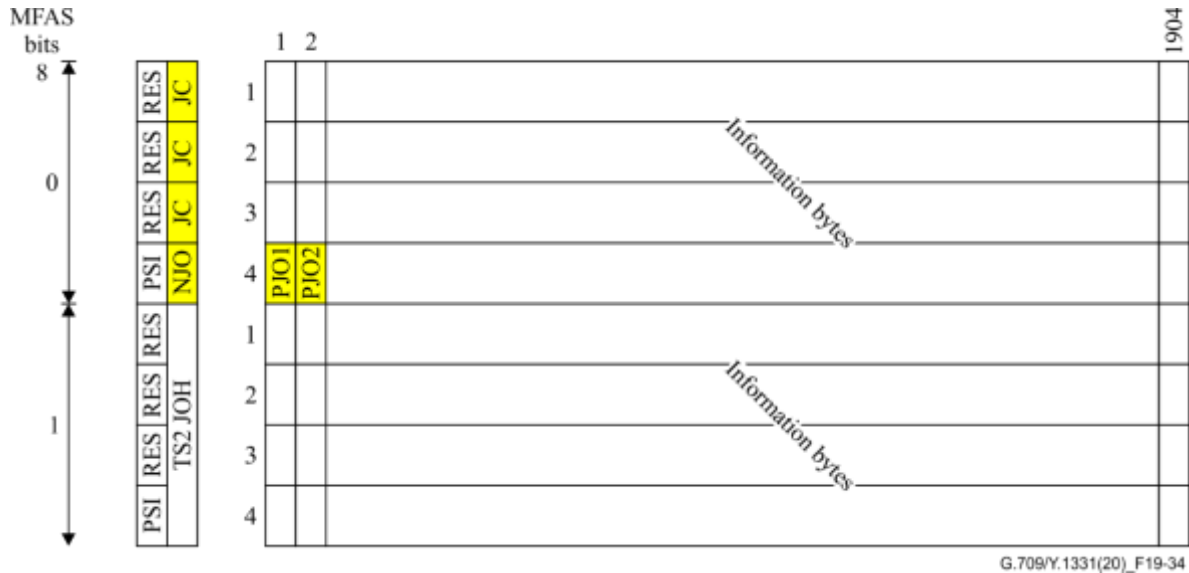 MFAS
bits
8
1 2 1904
RES JC 1
RES JC 2
0
RES JC 3
PSI NJO 4 PJO1 PJO2
Information bytes
RES 1
RES 2
1
TS2 JOH
RES 3
PSI 4
Information bytes
G.709/Y.1331(20)_F19-34